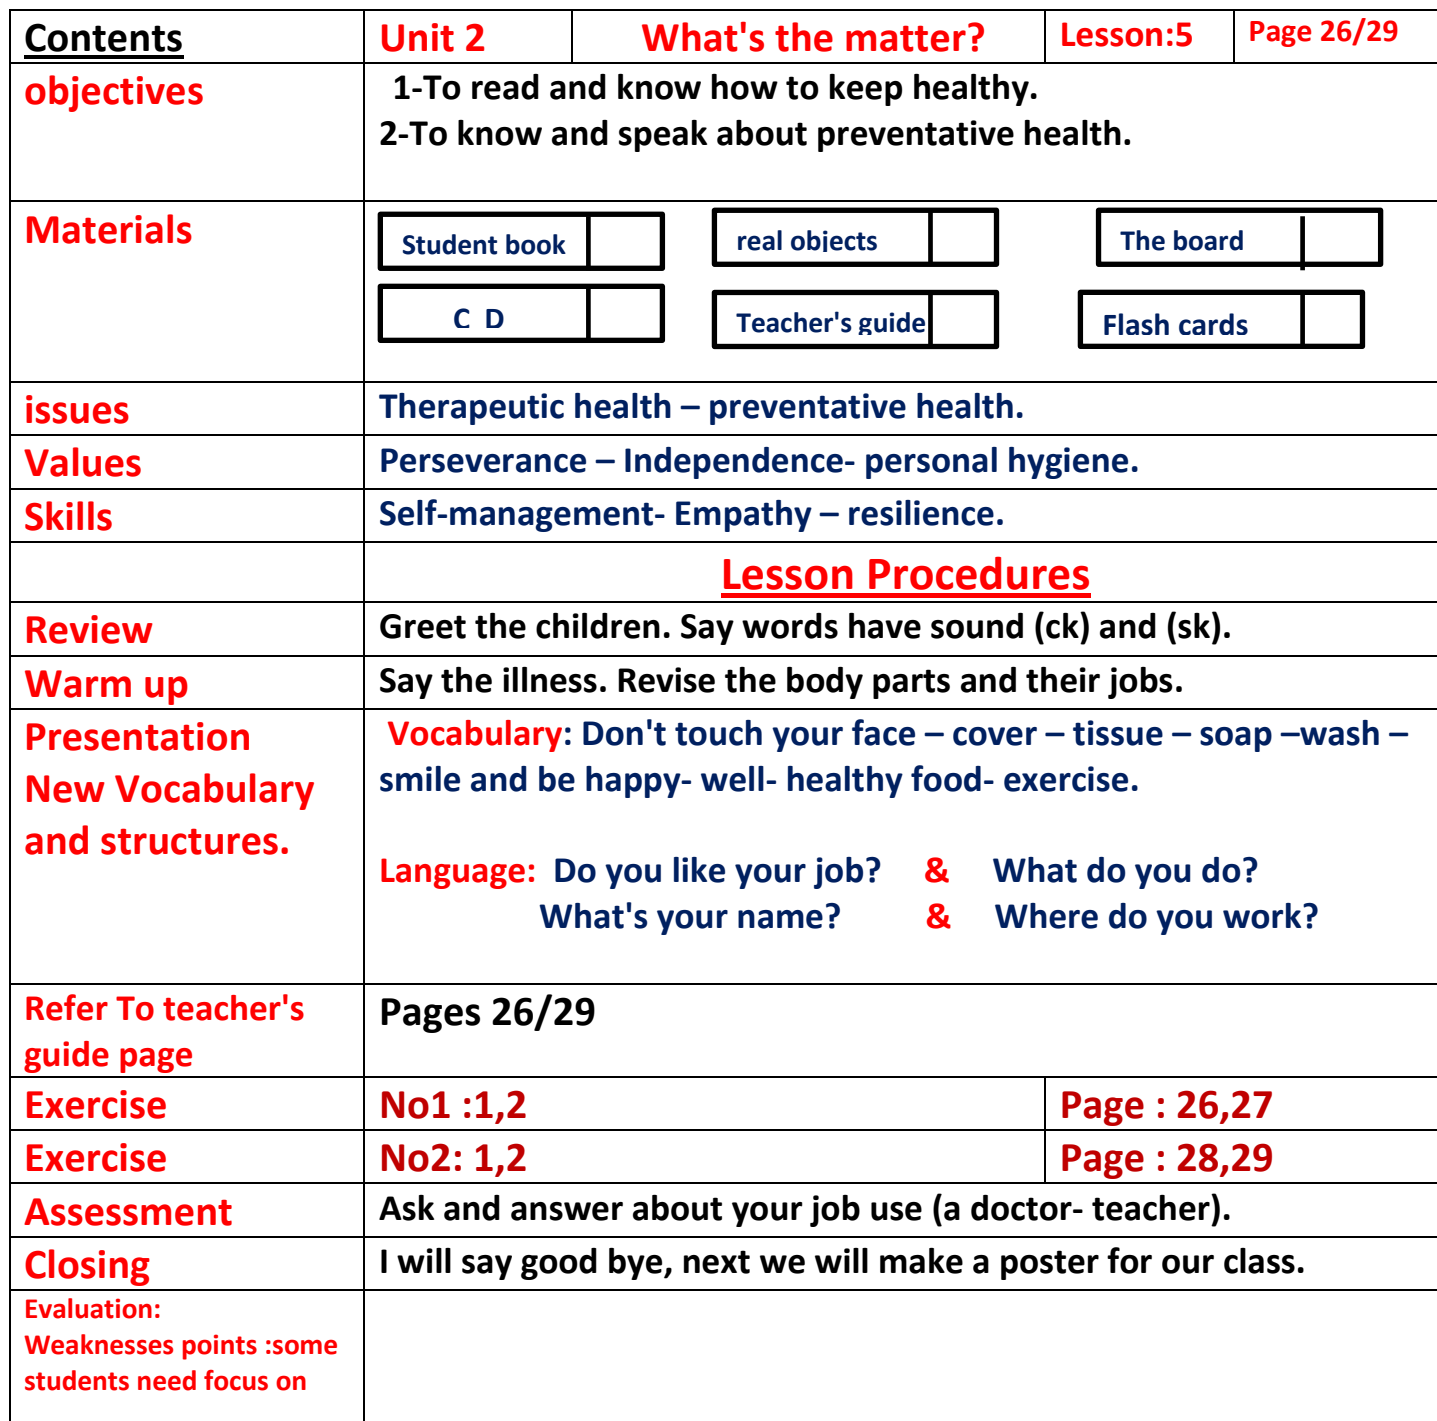 Contents Unit 2 What's the matter? Lesson:5 Page 26/29
objectives 1-To read and know how to keep healthy.
2-To know and speak about preventative health.
Materials
Student book real objects The board
C D Teacher's guide Flash cards
issues Therapeutic health – preventative health.
Values Perseverance – Independence- personal hygiene.
Skills Self-management- Empathy – resilience.
Lesson Procedures
Review Greet the children. Say words have sound (ck) and (sk).
Warm up Say the illness. Revise the body parts and their jobs.
Presentation
New Vocabulary
and structures.
Vocabulary: Don't touch your face – cover – tissue – soap –wash –
smile and be happy- well- healthy food- exercise.
Language: Do you like your job? & What do you do?
What's your name? & Where do you work?
Refer To teacher's
guide page
Pages 26/29
Exercise No1 :1,2 Page : 26,27
Exercise No2: 1,2 Page : 28,29
Assessment Ask and answer about your job use (a doctor- teacher).
Closing I will say good bye, next we will make a poster for our class.
Evaluation:
Weaknesses points :some
students need focus on